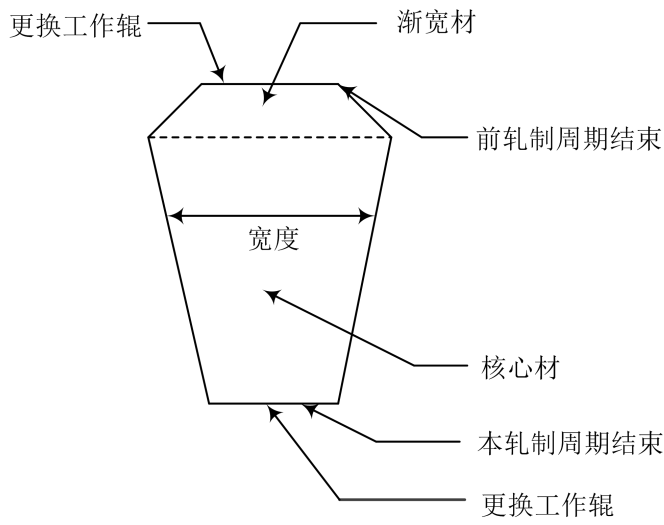 更换工作辊
渐宽材
前轧制周期结束
宽度
核心材
本轧制周期结束
更换工作辊